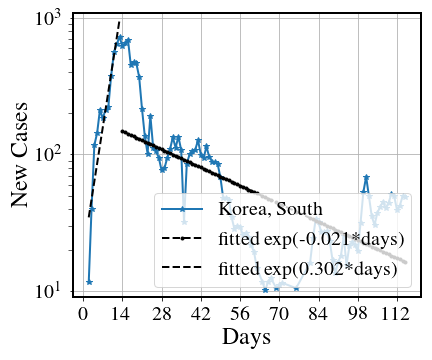 10³
10²
10¹
New Cases
Korea, South
fitted exp(-0.021*days)
fitted exp(0.302*days)
0 14 28 42 56 70 84 98 112
Days